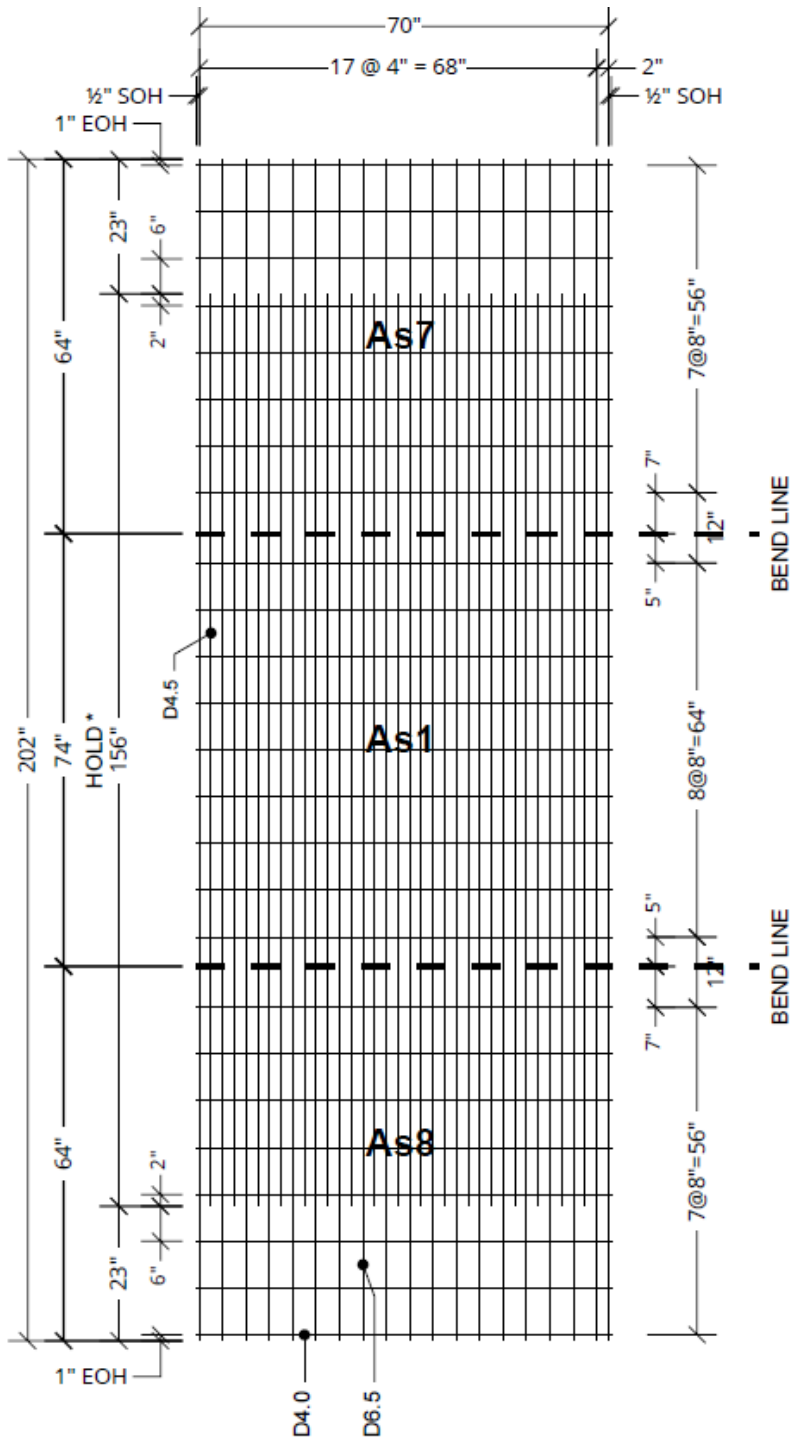 70"
17 @ 4" = 68"
2"
½" SOH
½" SOH
1" EOH
23"
6"
2"
64"
As7
7@8"=56"
7"
12"
BEND LINE
5"
D4.5
202"
74"
HOLD*
156"
As1
8@8"=64"
5"
12"
BEND LINE
7"
64"
2"
As8
7@8"=56"
23"
6"
1" EOH
D4.0
D6.5